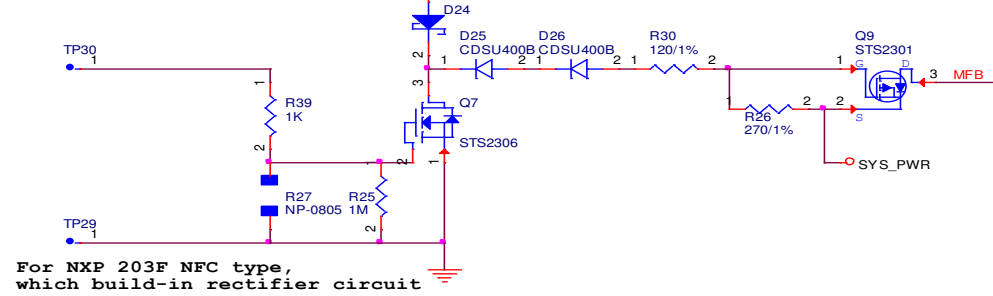 D24
TP30
1
2
D25
CDSU400B
D26
CDSU400B
R30
120/1%
Q9
STS2301
1
2
1
2
1
2
1
G
D
3
MFB
1
R39
1K
2
3
Q7
STS2306
2
1
1
R26
270/1%
2
2
S
SYS_PWR
R27
NP-0805
R25
1M
1
2
TP29
1
For NXP 203F NFC type,
which build-in rectifier circuit